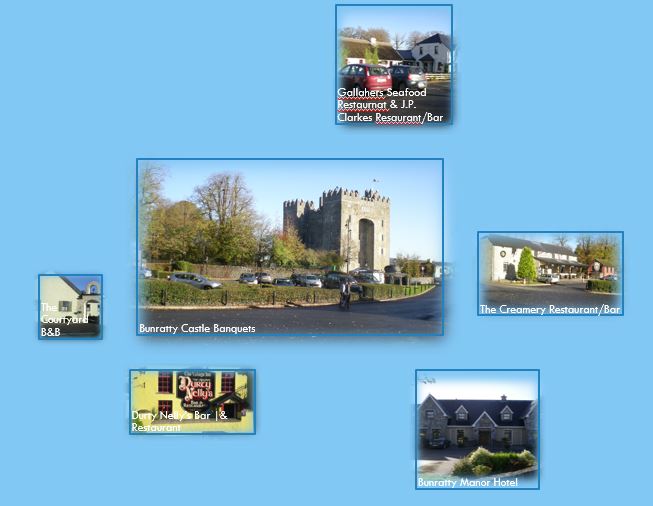 Gallahers Seafood
Restaurnat & J.P.
Clarkes Resaurant/Bar
Bunratty Castle Banquets
The Creamery Restaurant/Bar
The
Courtyard
B&B
Durty
Nelly's
Durty Nelly's Bar |&
Restaurant
Bunratty Manor Hotel